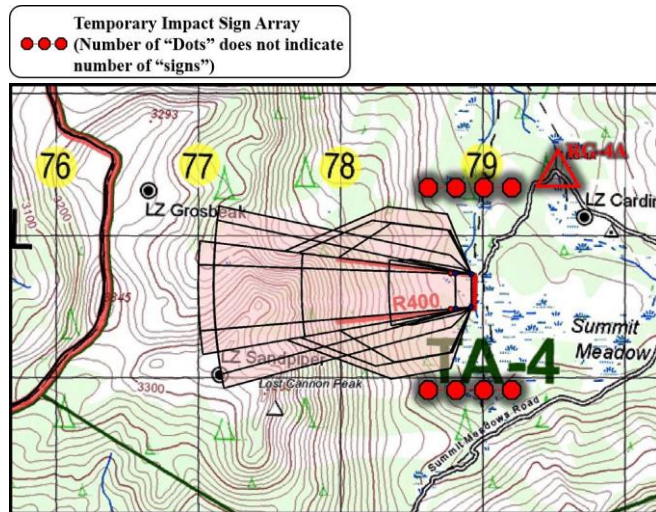 Temporary Impact Sign Array
(Number of “Dots” does not indicate
number of “signs”)
3293
76
77
78
79
RG-4A
LZ Grosbeak
LZ Cardin
L
3100
3200
R400
Summit
Meadow
TA-4
LZ Sandpiper
Lost Cannon Peak
3300
Summit Meadows Road